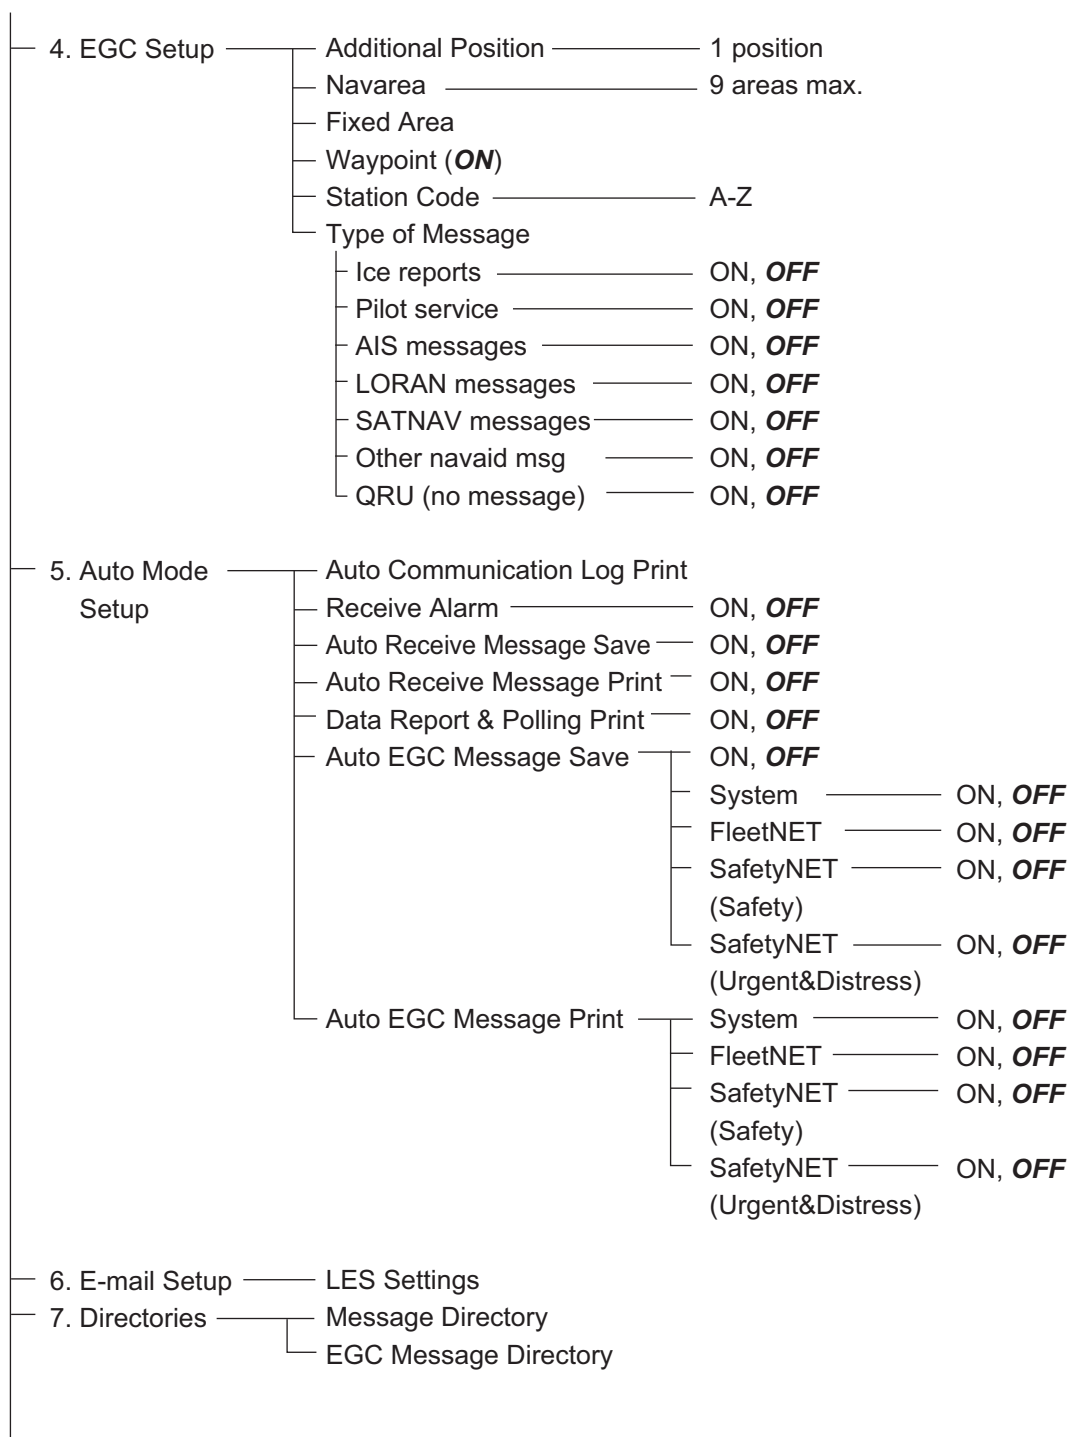 4. EGC Setup Additional Position 1 position
Navarea 9 areas max.
Fixed Area
Waypoint (ON)
Station Code A-Z
Type of Message
Ice reports ON, OFF
Pilot service ON, OFF
AIS messages ON, OFF
LORAN messages ON, OFF
SATNAV messages ON, OFF
Other navaid msg ON, OFF
QRU (no message) ON, OFF
5. Auto Mode Auto Communication Log Print
Setup Receive Alarm ON, OFF
Auto Receive Message Save ON, OFF
Auto Receive Message Print ON, OFF
Data Report & Polling Print ON, OFF
Auto EGC Message Save ON, OFF
System ON, OFF
FleetNET ON, OFF
SafetyNET ON, OFF
(Safety)
SafetyNET ON, OFF
(Urgent&Distress)
Auto EGC Message Print System ON, OFF
FleetNET ON, OFF
SafetyNET ON, OFF
(Safety)
SafetyNET ON, OFF
(Urgent&Distress)
6. E-mail Setup LES Settings
7. Directories Message Directory
EGC Message Directory